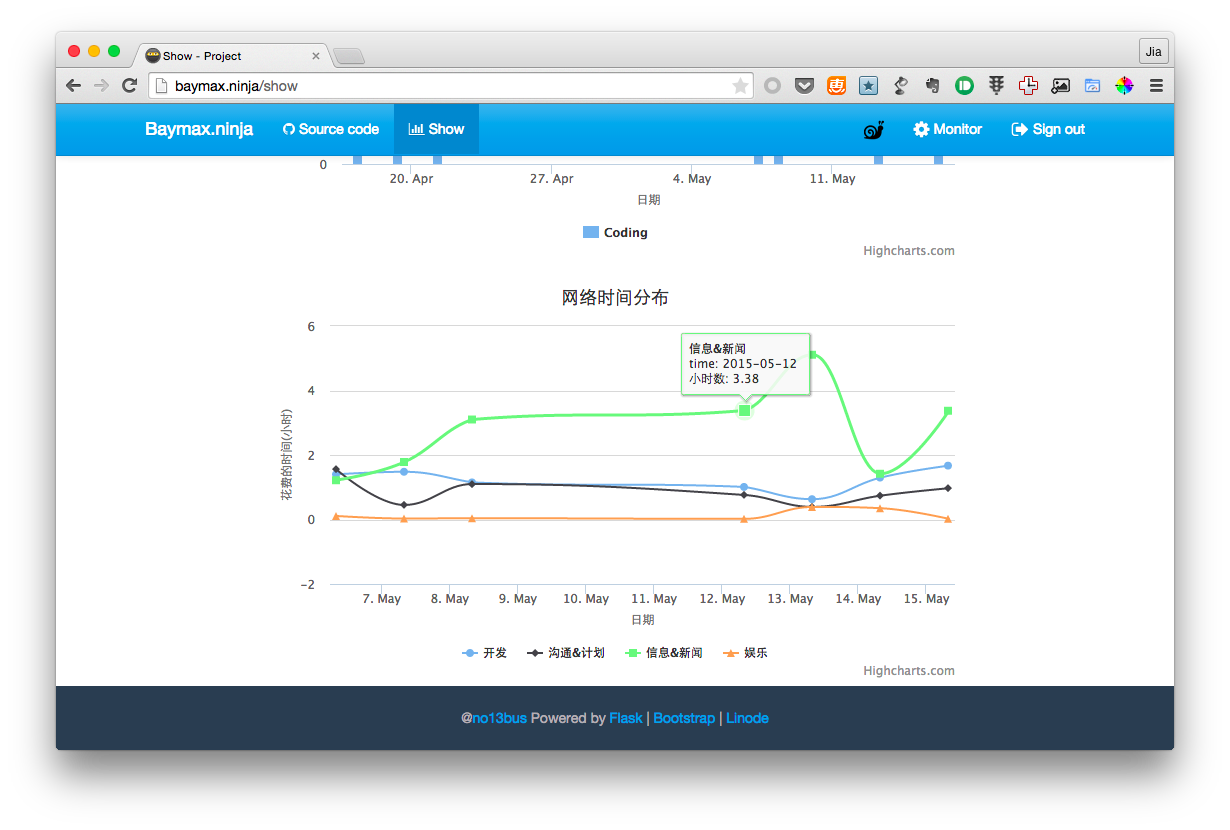 Show - Project
Jia
baymax.ninja/show
Baymax.ninja
Source code
Show
Monitor
Sign out
0
20. Apr
27. Apr
4. May
11. May
日期
Coding
Highcharts.com
网络时间分布
6
4
2
0
-2
花费的时间(小时)
信息&新闻
time: 2015-05-12
小时数: 3.38
7. May
8. May
9. May
10. May
11. May
12. May
13. May
14. May
15. May
日期
开发
沟通&计划
信息&新闻
娱乐
Highcharts.com
@no13bus Powered by Flask | Bootstrap | Linode